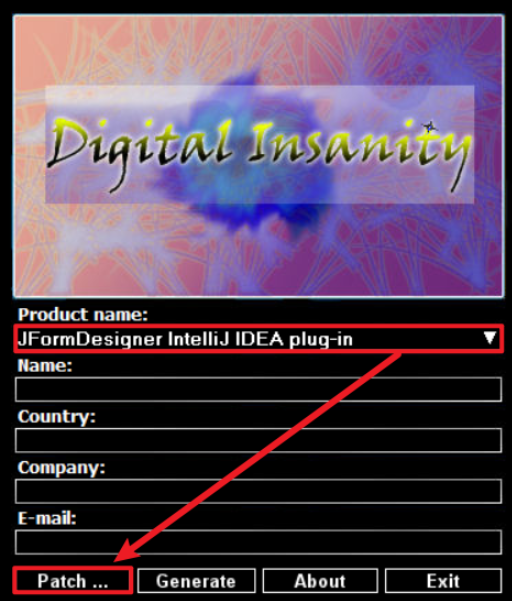 Digital Insanity
Product name:
JFormDesigner IntelliJ IDEA plug-in
Name:
Country:
Company:
E-mail:
Patch ... Generate About Exit